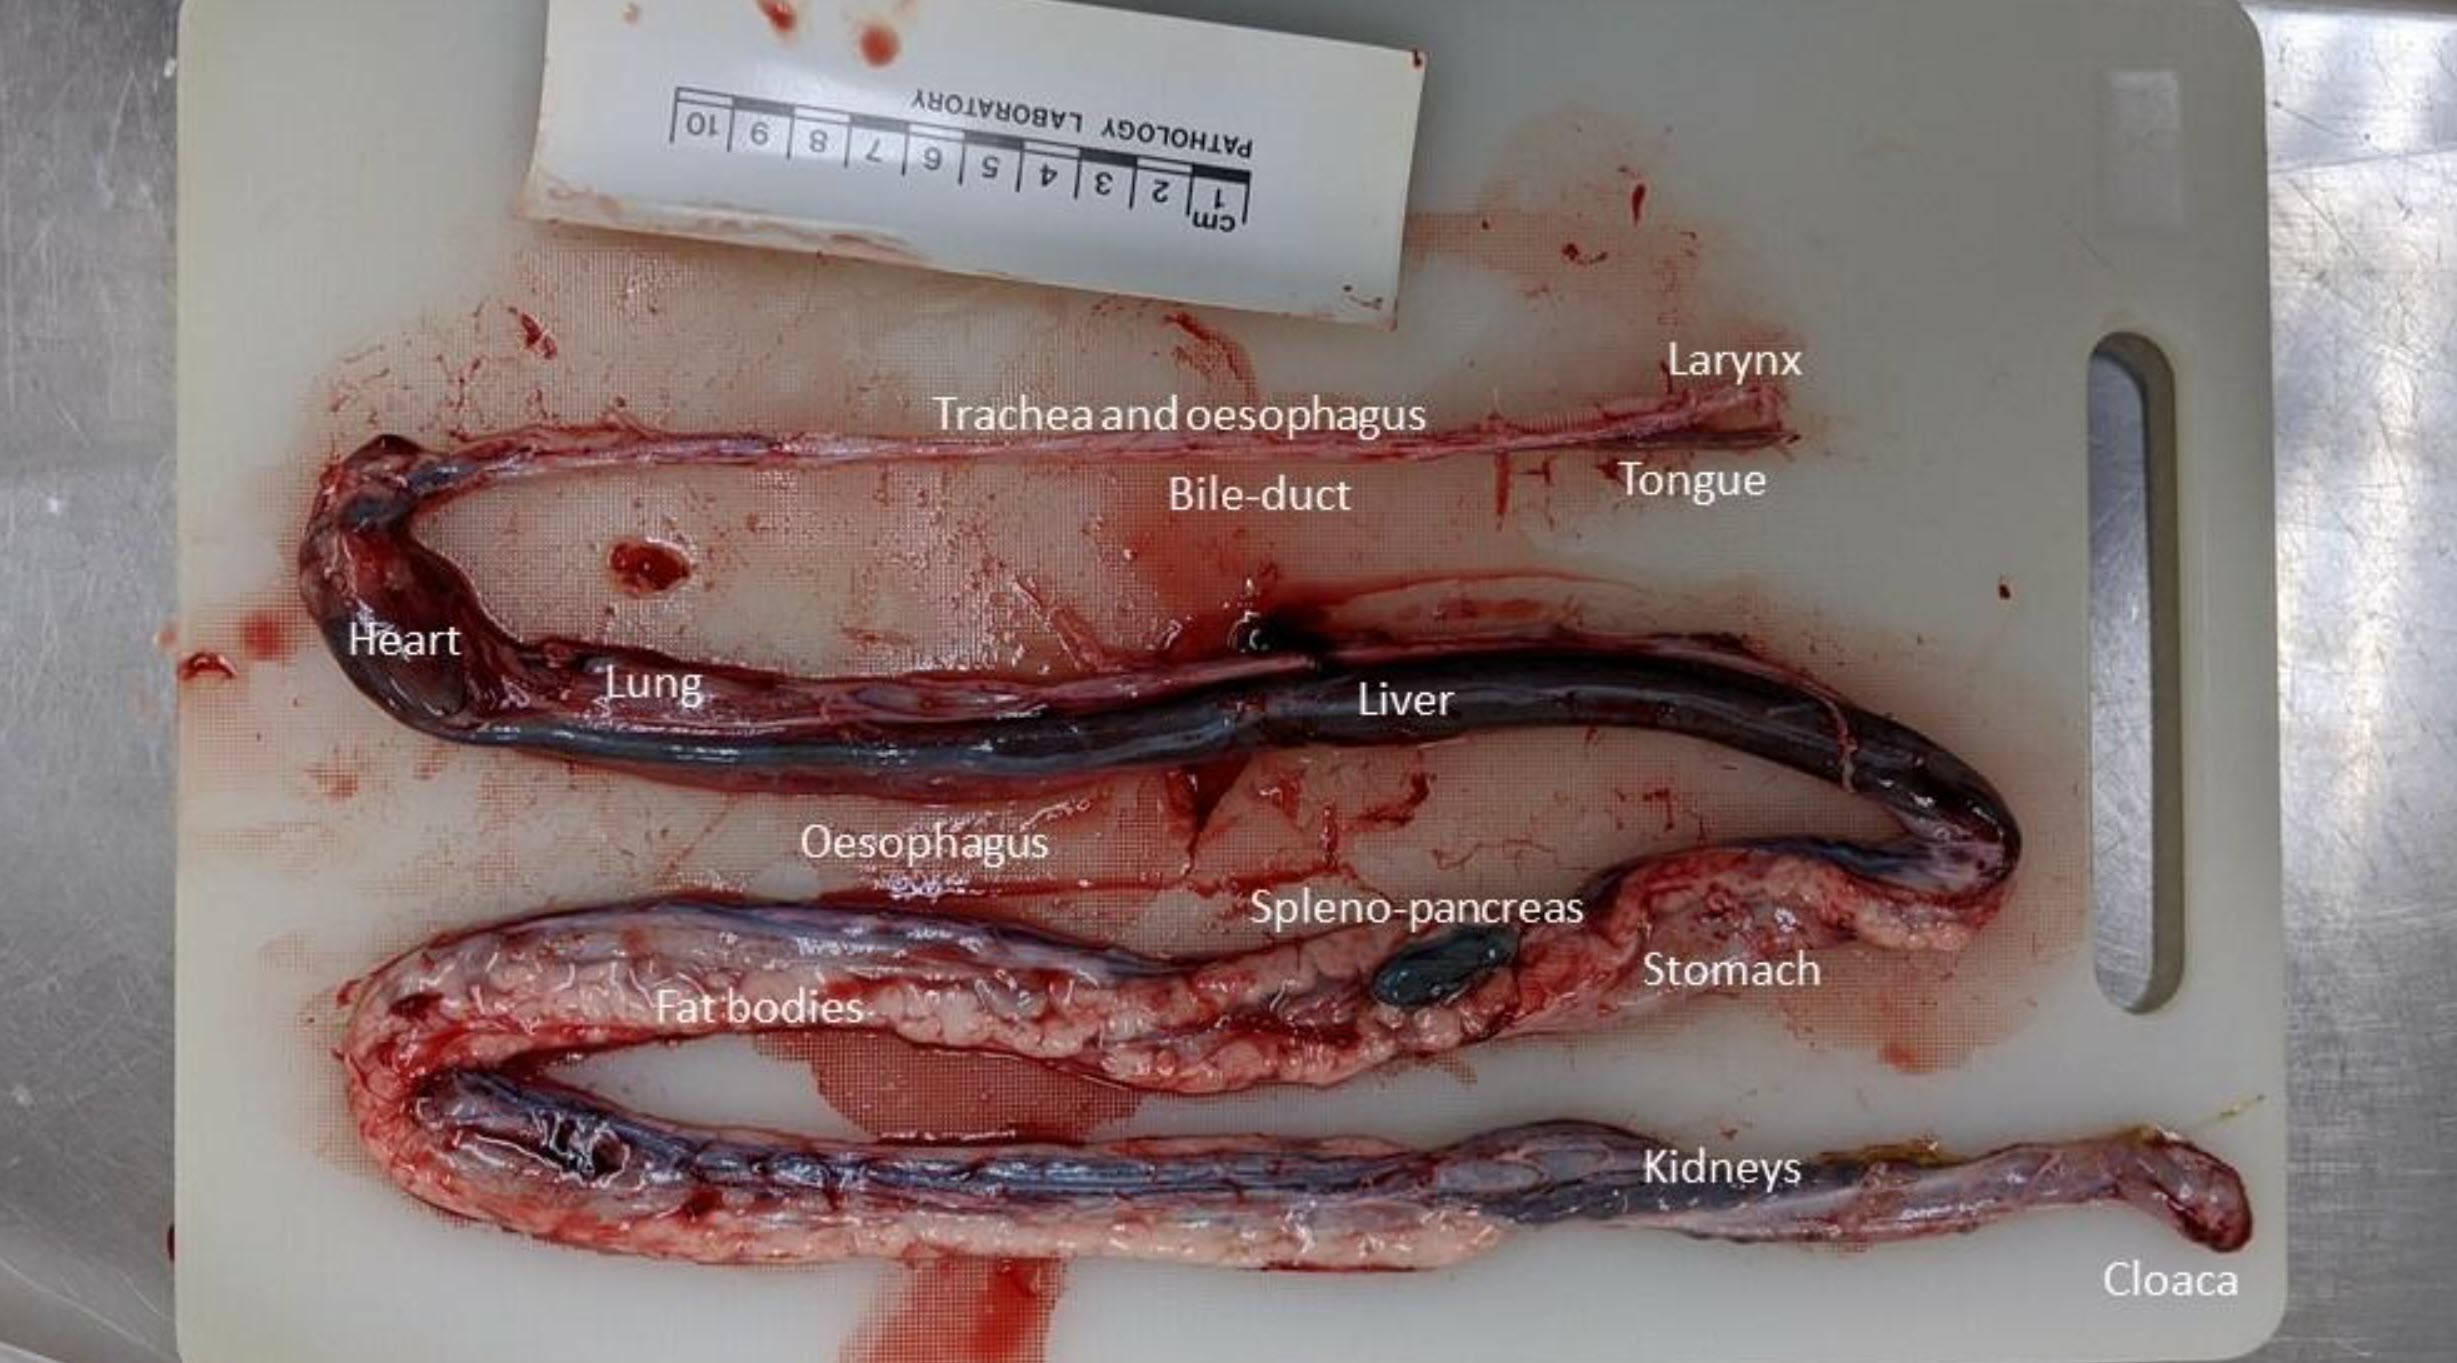 PATHOLOGY LABORATORY
cm
1 2 3 4 5 6 7 8 9 10
Larynx
Trachea and oesophagus
Tongue
Bile-duct
Heart
Lung
Liver
Oesophagus
Spleno-pancreas
Stomach
Fat bodies
Kidneys
Cloaca